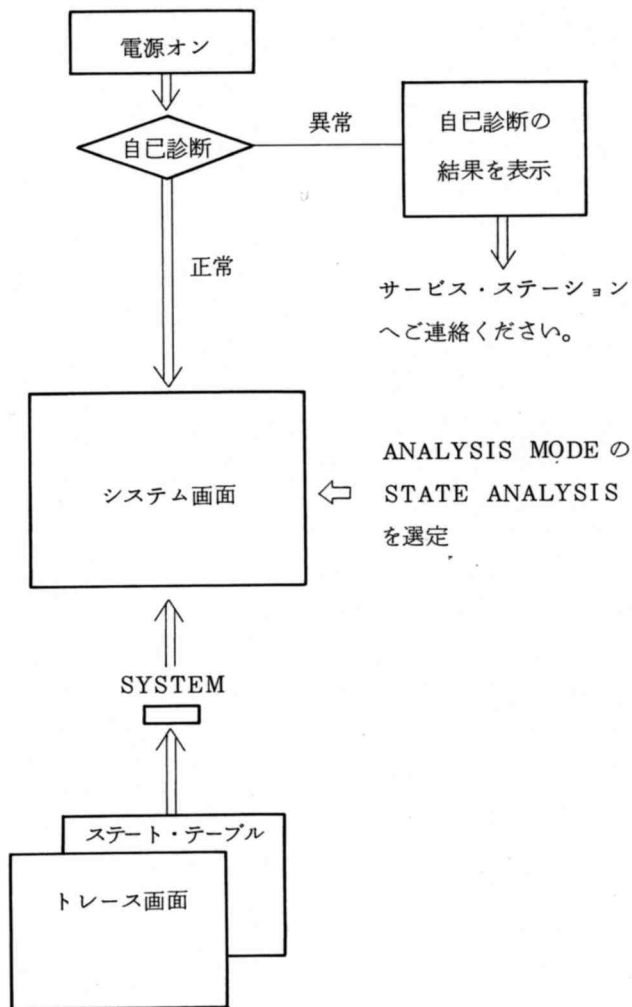 電源オン
自已診断
異常
自已診断の
結果を表示
正常
サービス・ステーション
へご連絡ください。
システム画面
ANALYSIS MODE の
STATE ANALYSIS
を選定
SYSTEM
ステート・テーブル
トレース画面